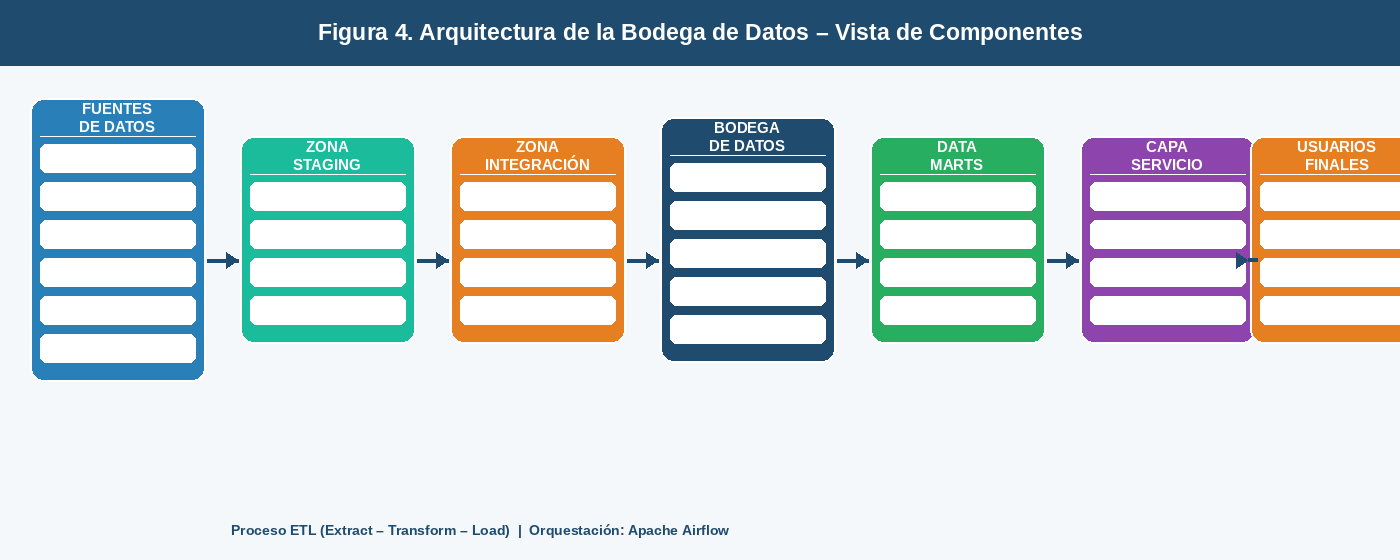 Figura 4. Arquitectura de la Bodega de Datos – Vista de Componentes
FUENTES
DE DATOS
ZONA
STAGING
ZONA
INTEGRACIÓN
BODEGA
DE DATOS
DATA
MARTS
CAPA
SERVICIO
USUARIOS
FINALES
Proceso ETL (Extract – Transform – Load)  |  Orquestación: Apache Airflow